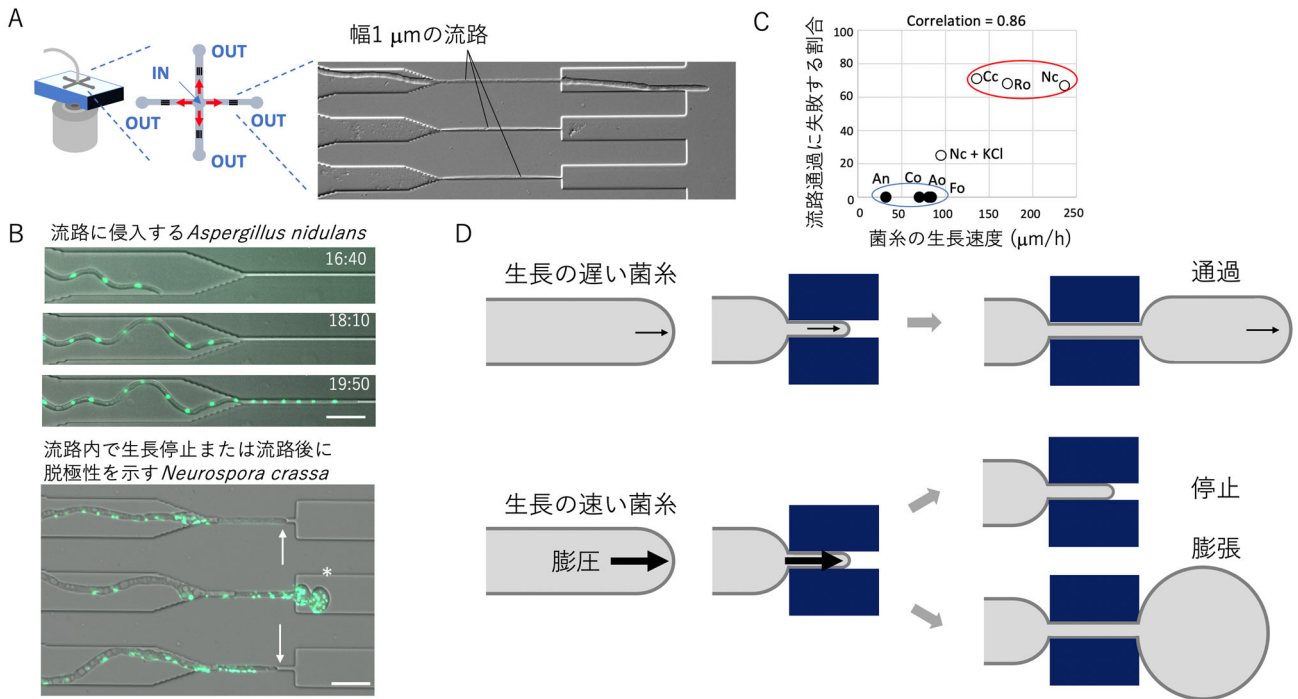 A
IN
OUT
OUT
OUT
OUT
幅1 μmの流路
B
流路に侵入するAspergillus nidulans
16:40
18:10
19:50
流路内で生長停止または流路後に
脱極性を示すNeurospora crassa
*
C
Correlation = 0.86
流路通過に失敗する割合
100
80
60
40
20
0
Cc
Ro
Nc
Nc + KCl
An
Co
Ao
Fo
0
50
100
150
200
250
菌糸の生長速度 (μm/h)
D
生長の遅い菌糸
通過
生長の速い菌糸
膨圧
停止
膨張